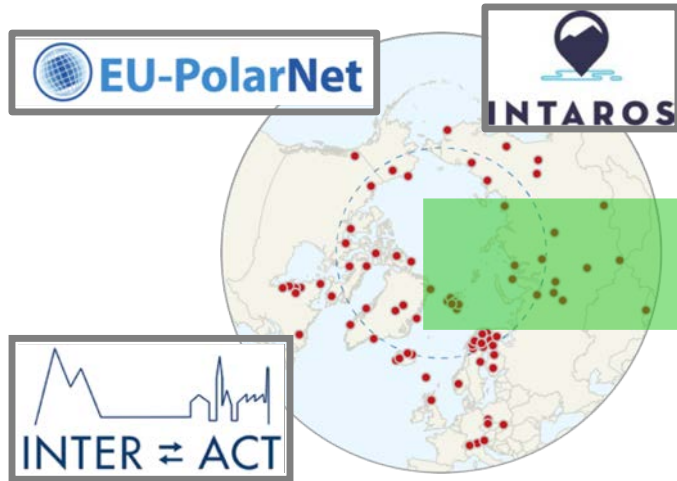 EU-PolarNet
INTAROS
INTER ⇄ ACT